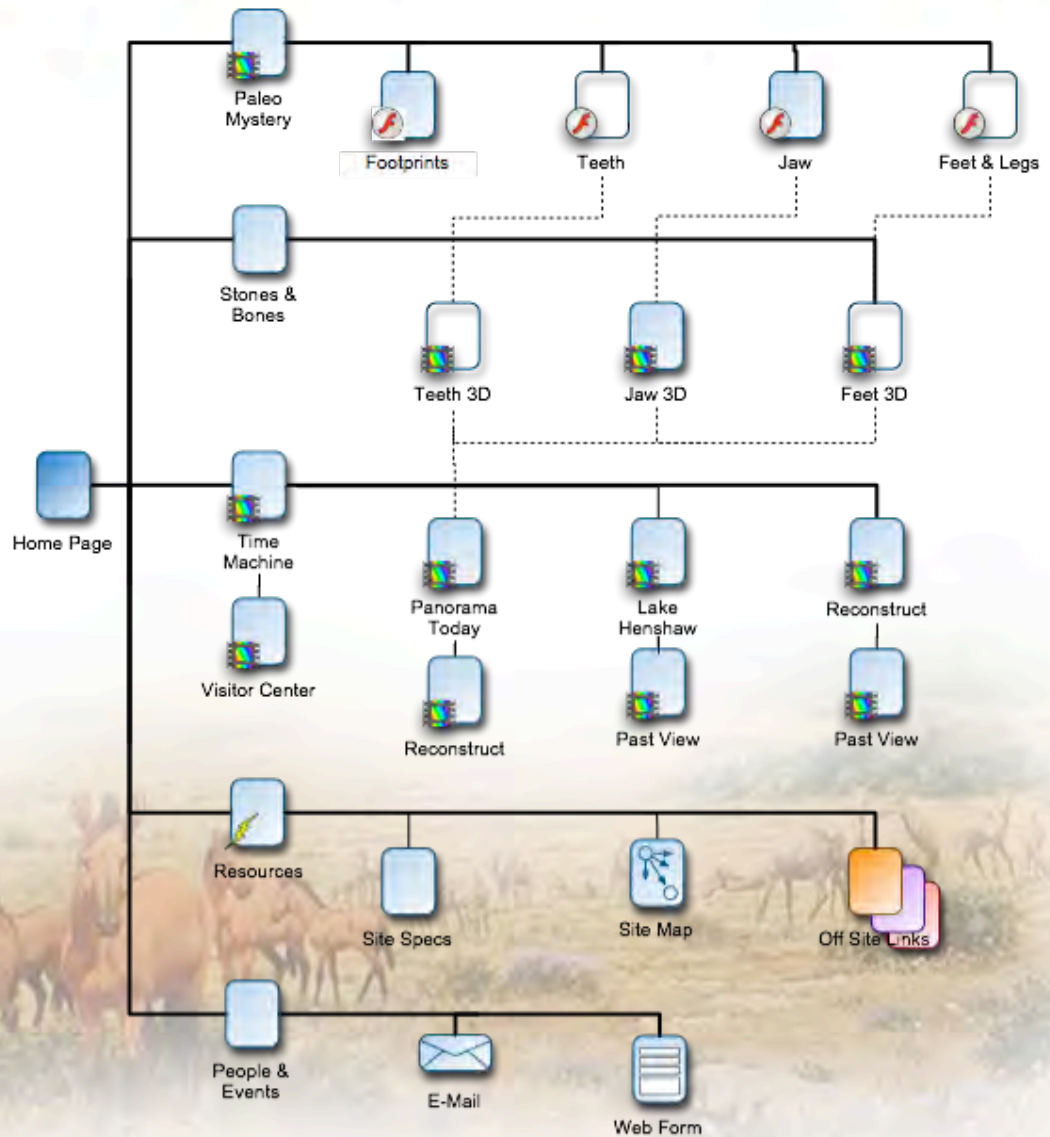 Paleo
Mystery
Footprints
Teeth
Jaw
Feet & Legs
Stones &
Bones
Teeth 3D
Jaw 3D
Feet 3D
Home Page
Time
Machine
Panorama
Today
Lake
Henshaw
Reconstruct
Visitor Center
Reconstruct
Past View
Past View
Resources
Site Specs
Site Map
Off Site Links
People &
Events
E-Mail
Web Form